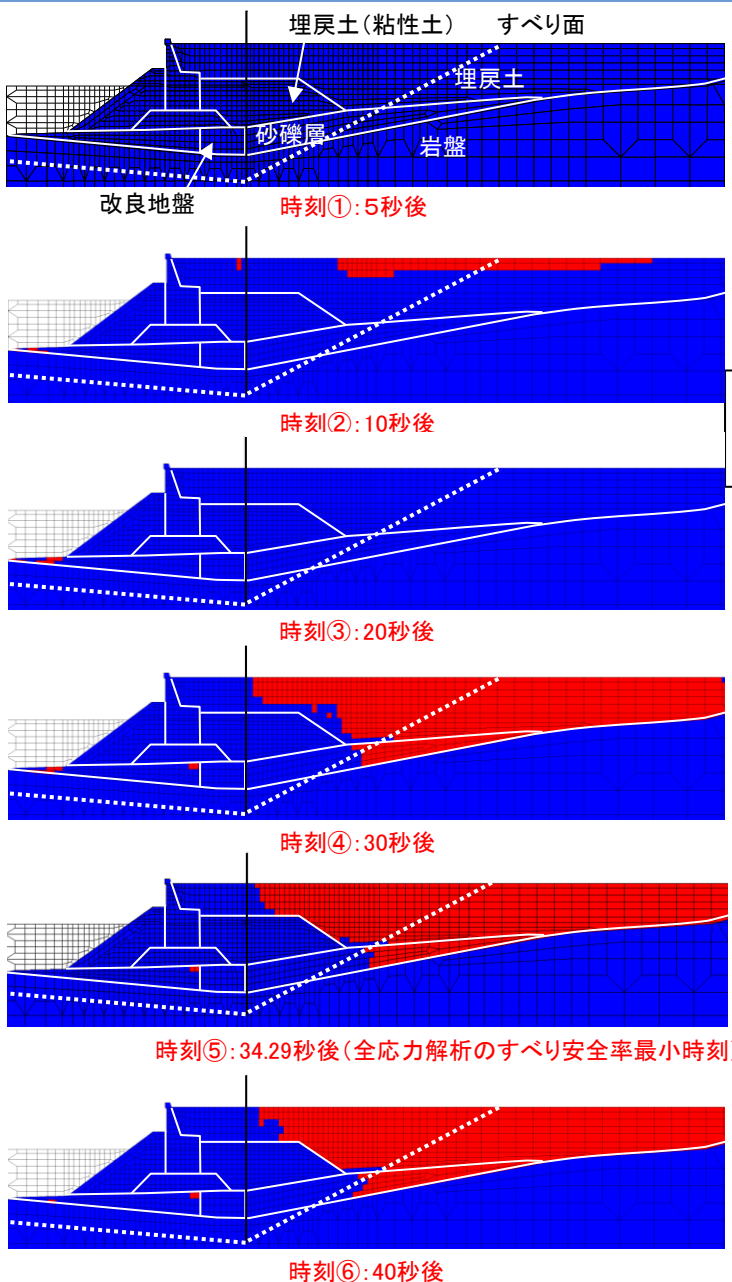 埋戻土(粘性土) すべり面
埋戻土
砂礫層
岩盤
改良地盤
時刻①:5秒後
時刻②:10秒後
時刻③:20秒後
時刻④:30秒後
時刻⑤:34.29秒後(全応力解析のすべり安全率最小時刻)
時刻⑥:40秒後